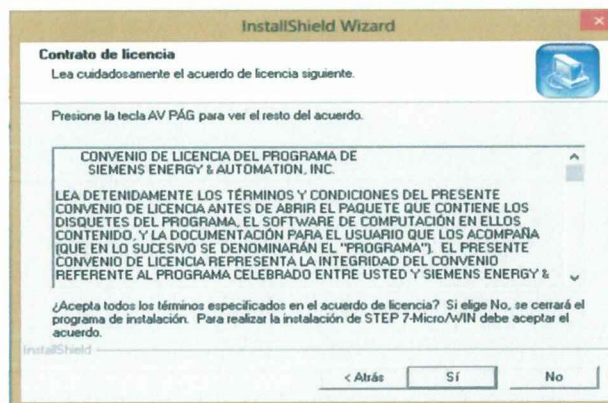 InstallShield Wizard
Contrato de licencia
Lea cuidadosamente el acuerdo de licencia siguiente.
Presione la tecla AV PÁG para ver el resto del acuerdo.
CONVENIO DE LICENCIA DEL PROGRAMA DE
SIEMENS ENERGY & AUTOMATION, INC.
LEA DETENIDAMENTE LOS TÉRMINOS Y CONDICIONES DEL PRESENTE
CONVENIO DE LICENCIA ANTES DE ABRIR EL PAQUETE QUE CONTIENE LOS
DISQUETES DEL PROGRAMA, EL SOFTWARE DE COMPUTACIÓN EN ELLOS
CONTENIDO, Y LA DOCUMENTACIÓN PARA EL USUARIO QUE LOS ACOMPAÑA
(QUE EN LO SUCESIVO SE DENOMINARÁN EL "PROGRAMA"). EL PRESENTE
CONVENIO DE LICENCIA REPRESENTA LA INTEGRIDAD DEL CONVENIO
REFERENTE AL PROGRAMA CELEBRADO ENTRE USTED Y SIEMENS ENERGY &
¿Acepta todos los términos especificados en el acuerdo de licencia? Si elige No, se cerrará el
programa de instalación. Para realizar la instalación de STEP 7-Micro/WIN debe aceptar el
acuerdo.
InstallShield
< Atrás Sí No